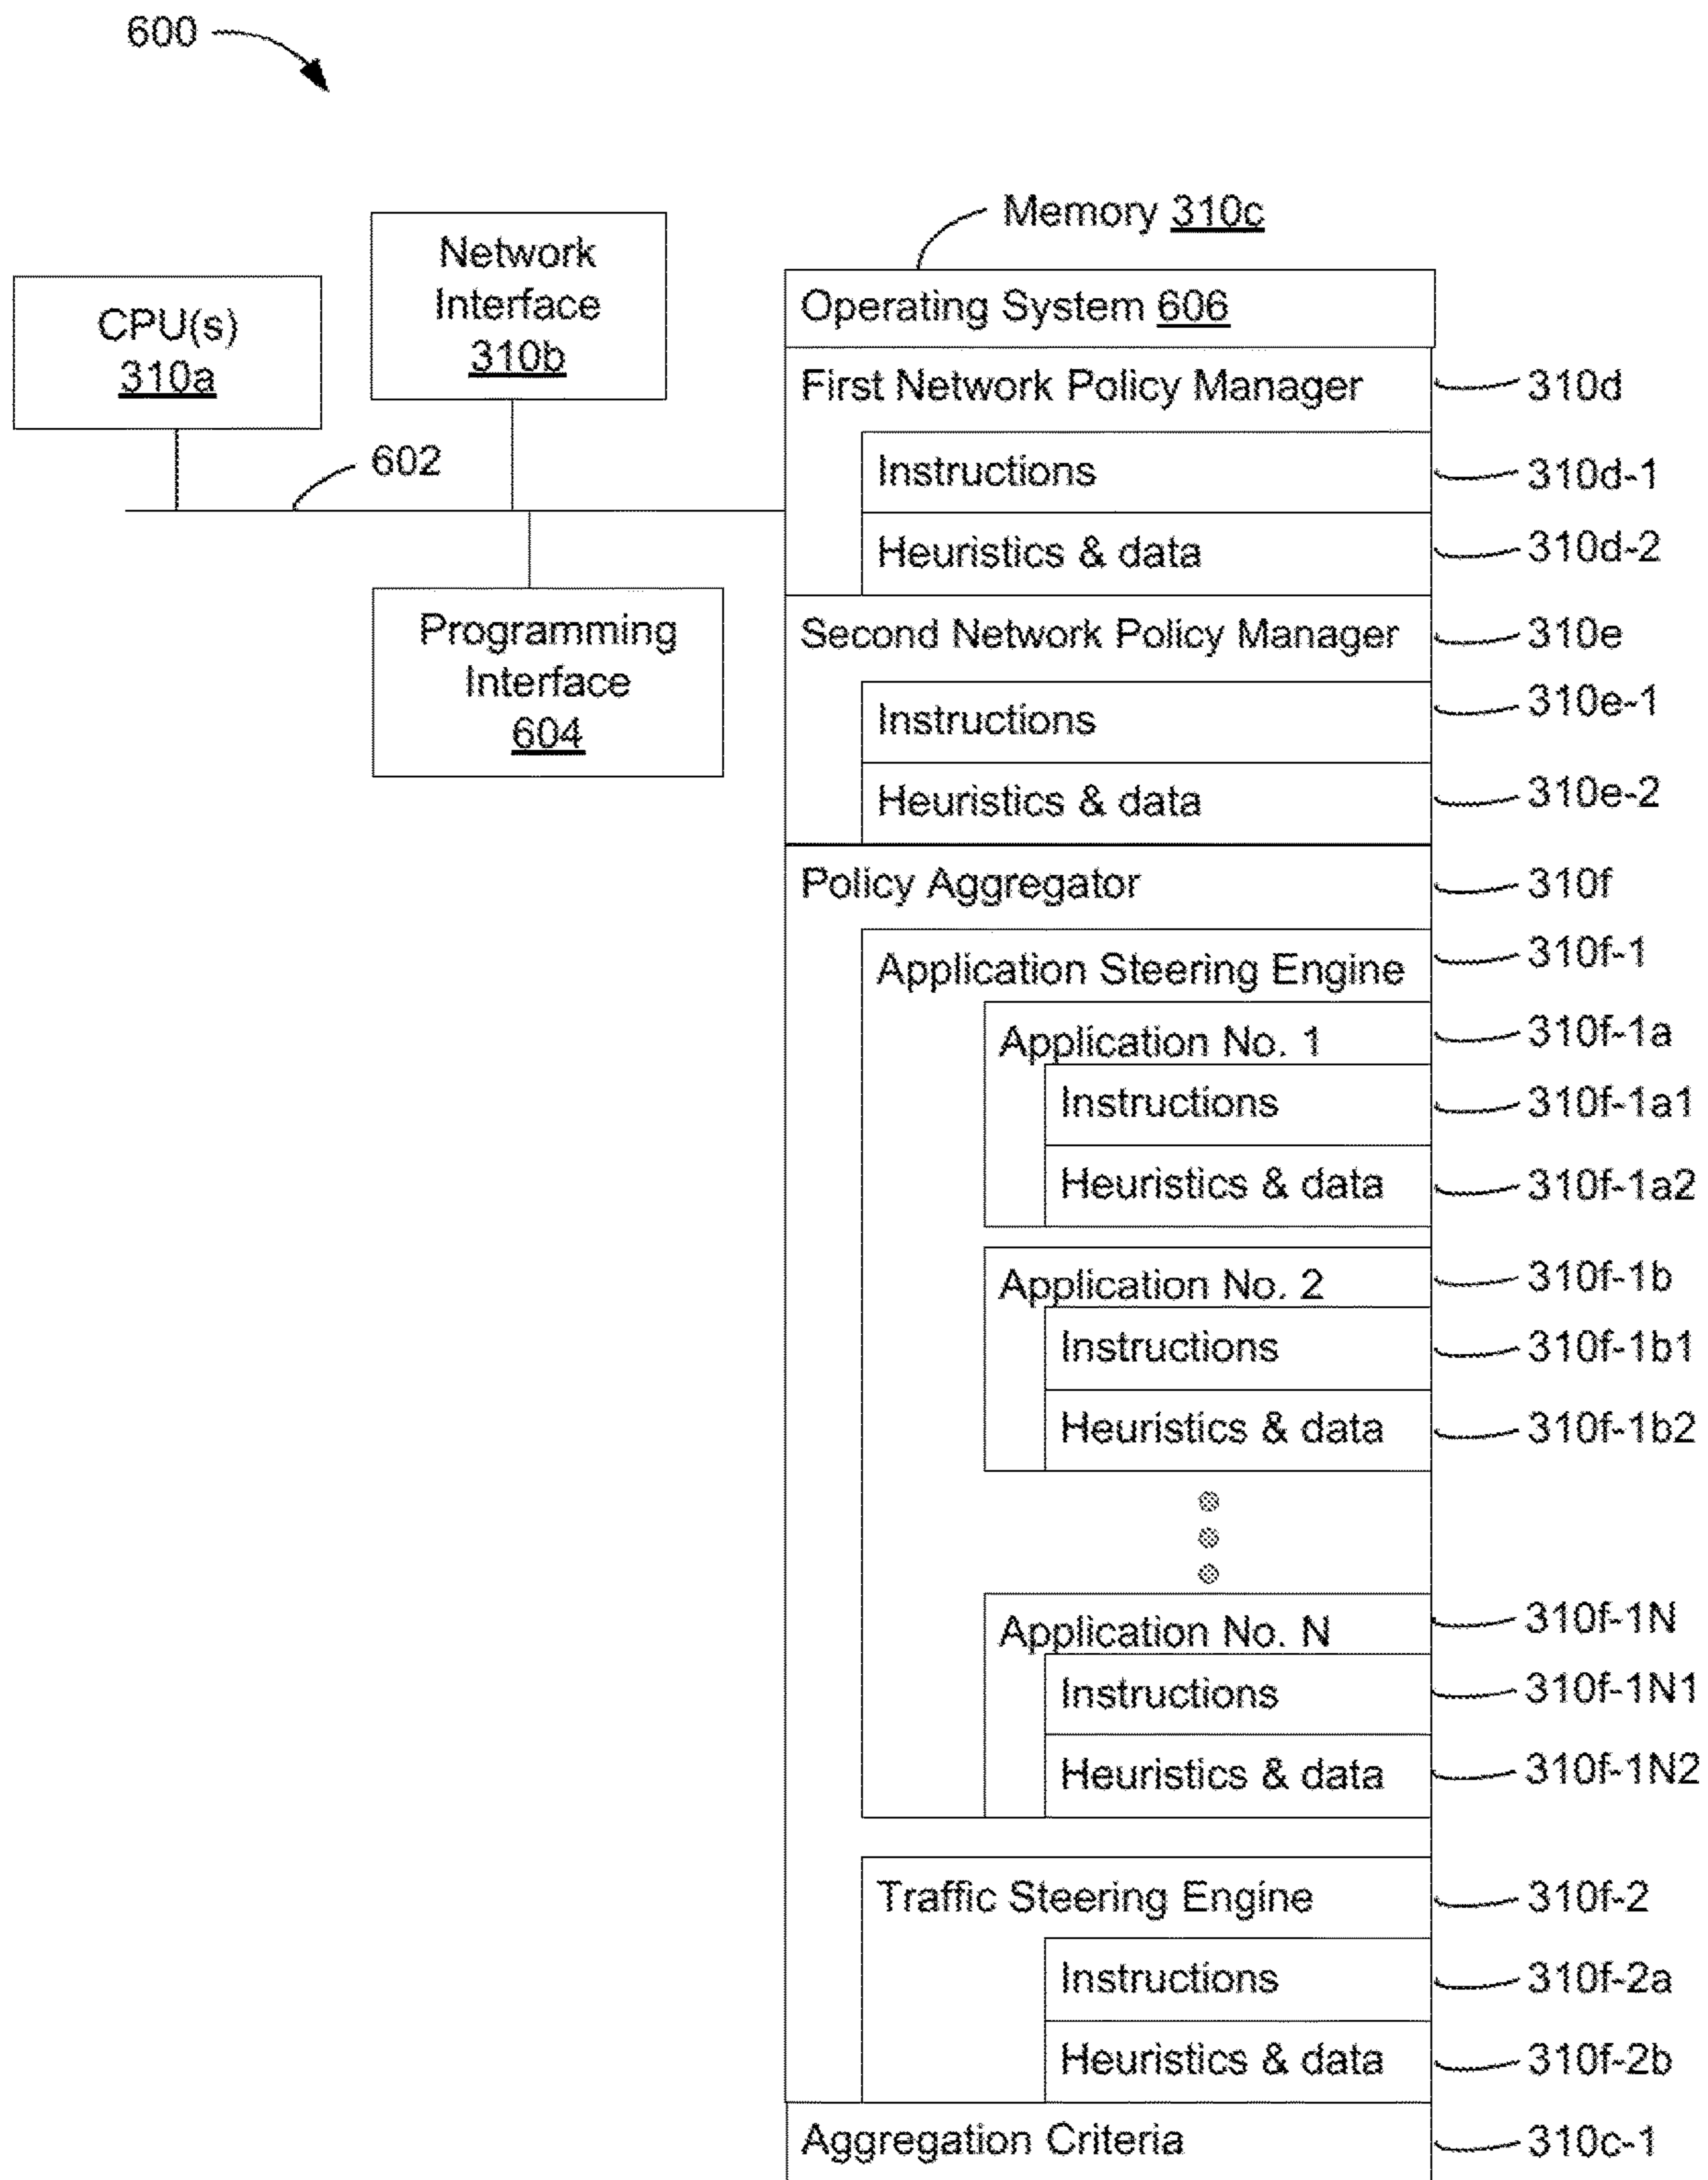 600
Memory 310c
Network
Interface
310b
CPU(s)
310a
602
Programming
Interface
604
Operating System 606
First Network Policy Manager 310d
Instructions 310d-1
Heuristics & data 310d-2
Second Network Policy Manager 310e
Instructions 310e-1
Heuristics & data 310e-2
Policy Aggregator 310f
Application Steering Engine 310f-1
Application No. 1 310f-1a
Instructions 310f-1a1
Heuristics & data 310f-1a2
Application No. 2 310f-1b
Instructions 310f-1b1
Heuristics & data 310f-1b2
Application No. N 310f-1N
Instructions 310f-1N1
Heuristics & data 310f-1N2
Traffic Steering Engine 310f-2
Instructions 310f-2a
Heuristics & data 310f-2b
Aggregation Criteria 310c-1